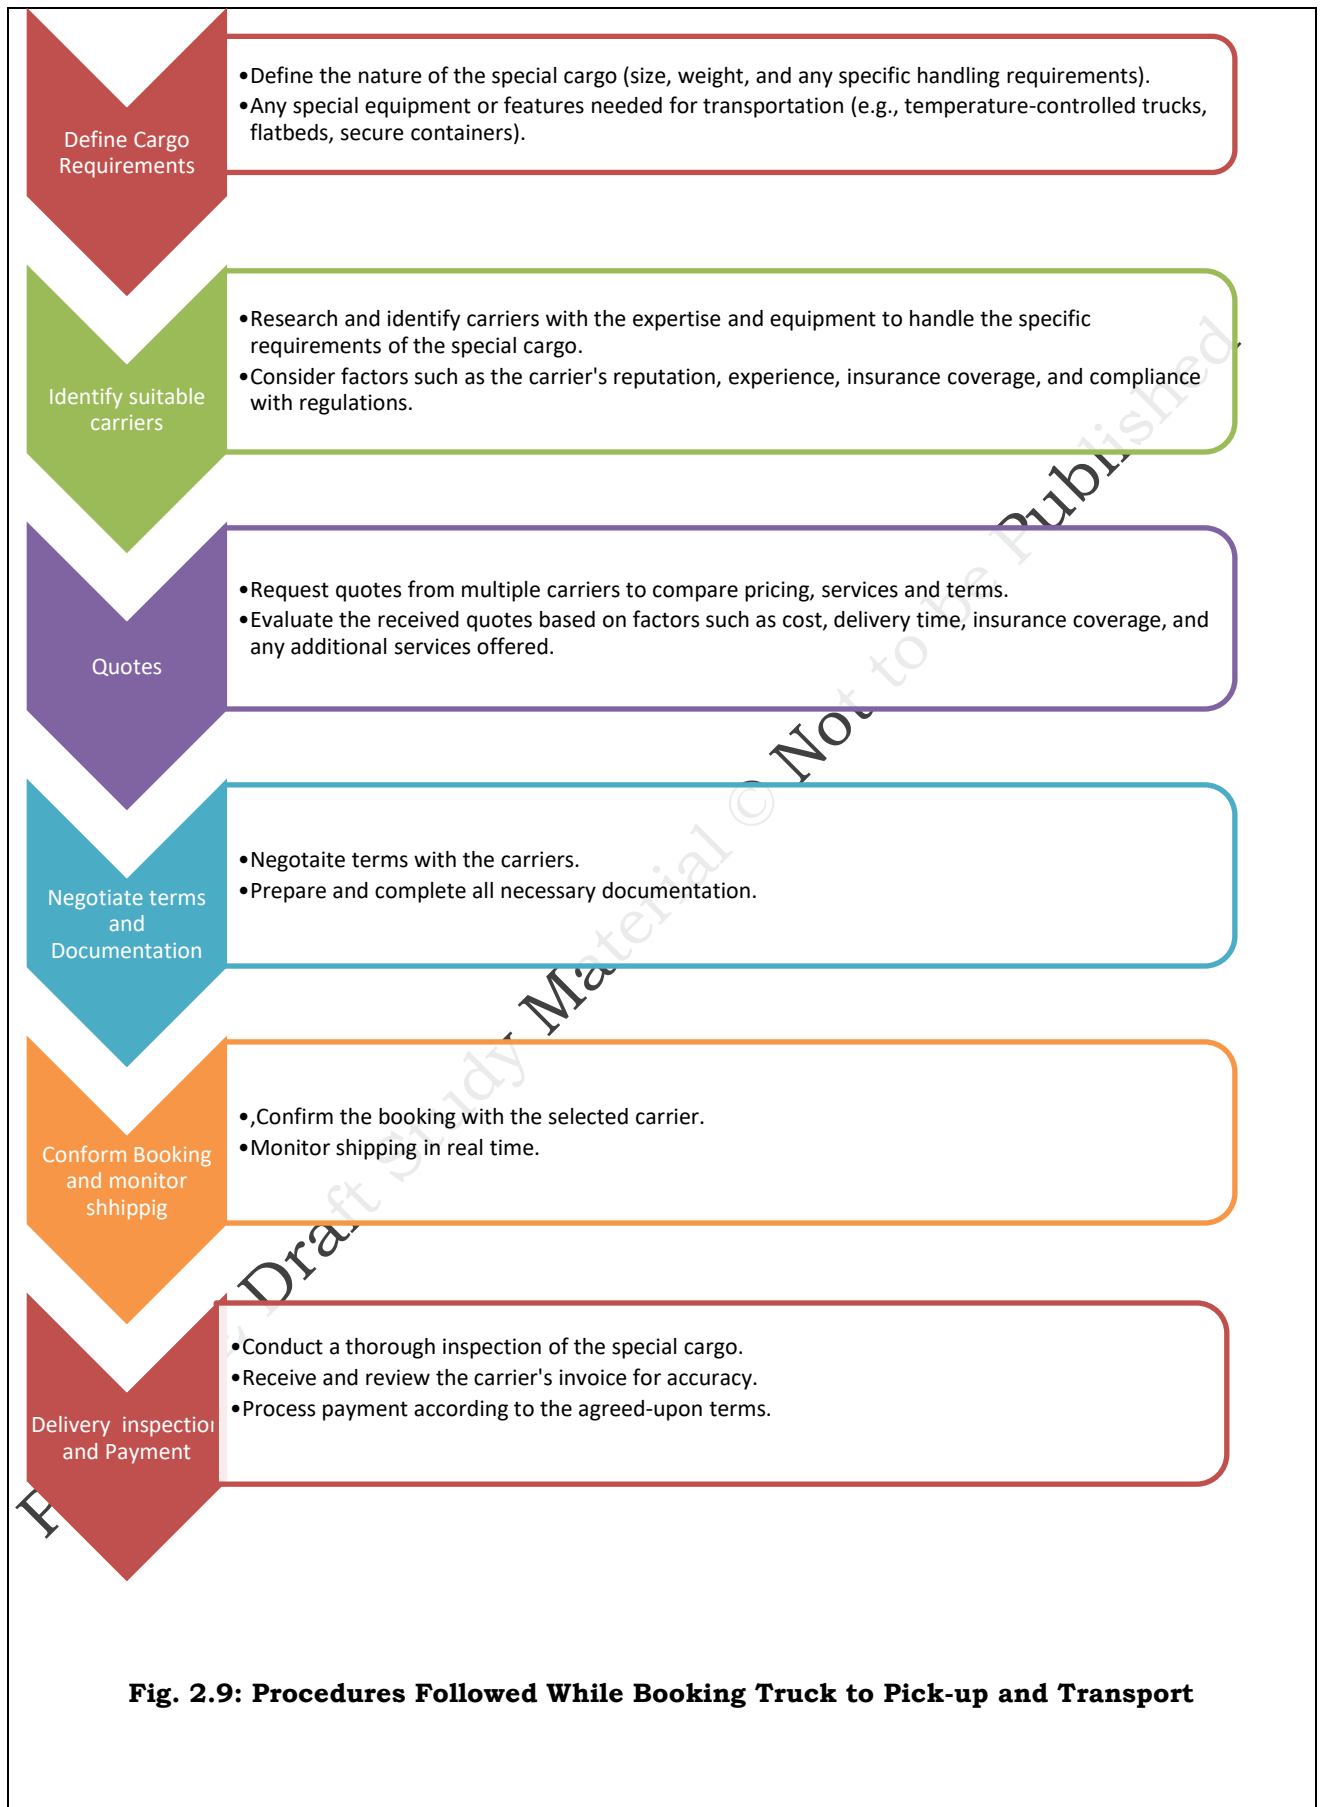 Define Cargo
Requirements
•Define the nature of the special cargo (size, weight, and any specific handling requirements).
•Any special equipment or features needed for transportation (e.g., temperature-controlled trucks,
flatbeds, secure containers).
Identify suitable
carriers
•Research and identify carriers with the expertise and equipment to handle the specific
requirements of the special cargo.
•Consider factors such as the carrier's reputation, experience, insurance coverage, and compliance
with regulations.
Quotes
•Request quotes from multiple carriers to compare pricing, services and terms.
•Evaluate the received quotes based on factors such as cost, delivery time, insurance coverage, and
any additional services offered.
Negotiate terms
and
Documentation
•Negotaite terms with the carriers.
•Prepare and complete all necessary documentation.
Conform Booking
and monitor
shhippig
•,Confirm the booking with the selected carrier.
•Monitor shipping in real time.
Delivery  inspection
and Payment
•Conduct a thorough inspection of the special cargo.
•Receive and review the carrier's invoice for accuracy.
•Process payment according to the agreed-upon terms.
Draft Study Material © Not to be Published
Fig. 2.9: Procedures Followed While Booking Truck to Pick-up and Transport